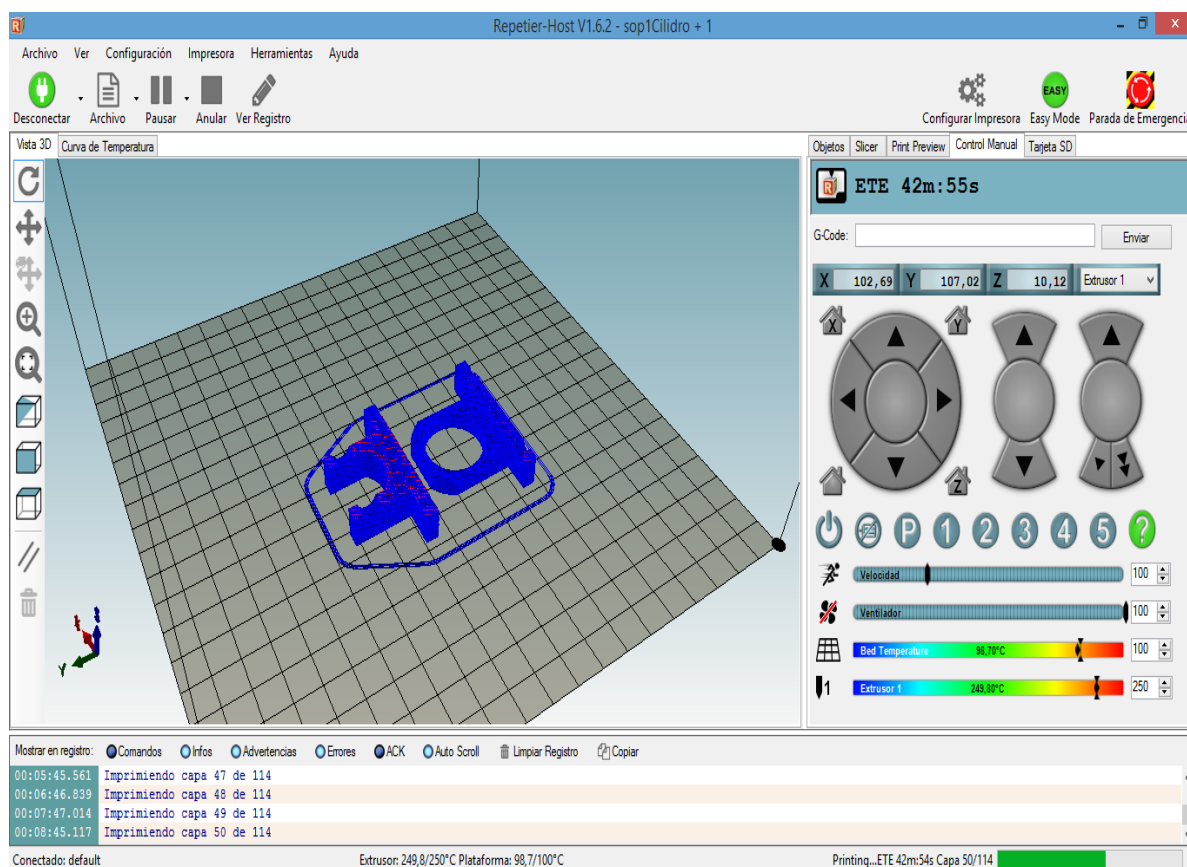 Repetier-Host V1.6.2 - sop1Cilidro + 1
Archivo Ver Configuración Impresora Herramientas Ayuda
EASY
Desconectar Archivo Pausar Anular Ver Registro Configurar Impresora Easy Mode Parada de Emergencia
Vista 3D Curva de Temperatura Objetos Slicer Print Preview Control Manual Tarjeta SD
R ETE 42m:55s
G-Code: Enviar
X 102,69 Y 107,02 Z 10,12 Extrusor 1
X Y
Z
P 1 2 3 4 5 ?
Velocidad 100
Ventilador 100
Bed Temperature 98,70°C 100
1 Extrusor 1 249,80°C 250
Y
Mostrar en registro: Comandos Infos Advertencias Errores ACK Auto Scroll Limpiar Registro Copiar
00:05:45.561 Imprimiendo capa 47 de 114
00:06:46.839 Imprimiendo capa 48 de 114
00:07:47.014 Imprimiendo capa 49 de 114
00:08:45.117 Imprimiendo capa 50 de 114
Conectado: default Extrusor: 249,8/250°C Plataforma: 98,7/100°C Printing...ETE 42m:54s Capa 50/114